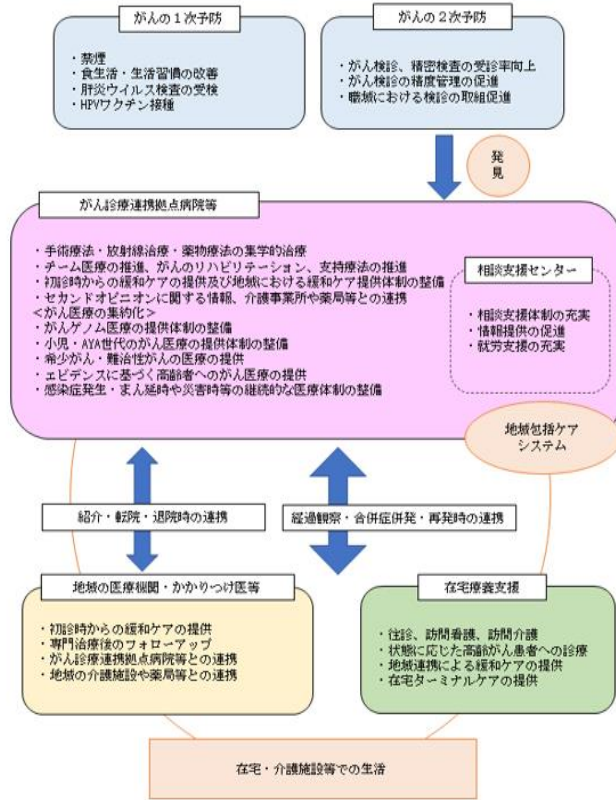 がんの１次予防
・禁煙
・食生活・生活習慣の改善
・肝炎ウイルス検査の受検
・HPVワクチン接種
がんの２次予防
・がん検診、精密検査の受診率向上
・がん検診の精度管理の促進
・職域における検診の取組促進
発見
がん診療連携拠点病院等
・手術療法・放射線治療・薬物療法の集学的治療
・チーム医療の推進、がんのリハビリテーション、支持療法の推進
・初診時からの緩和ケアの提供及び地域における緩和ケア提供体制の整備
・セカンドオピニオンに関する情報、介護事業所や薬局等との連携
＜がん医療の集約化＞
・がんゲノム医療の提供体制の整備
・小児・AYA世代のがん医療の提供体制の整備
・希少がん・難治性がんの医療の提供
・エビデンスに基づく高齢者へのがん医療の提供
・感染症発生・まん延時や災害時等の継続的な医療体制の整備
相談支援センター
・相談支援体制の充実
・情報提供の促進
・就労支援の充実
地域包括ケア
システム
紹介・転院・退院時の連携
経過観察・合併症併発・再発時の連携
地域の医療機関・かかりつけ医等
・初診時からの緩和ケアの提供
・専門治療後のフォローアップ
・がん診療連携拠点病院等との連携
・地域の介護施設や薬局等との連携
在宅療養支援
・往診、訪問看護、訪問介護
・状態に応じた高齢がん患者への診療
・地域連携による緩和ケアの提供
・在宅ターミナルケアの提供
在宅・介護施設等での生活